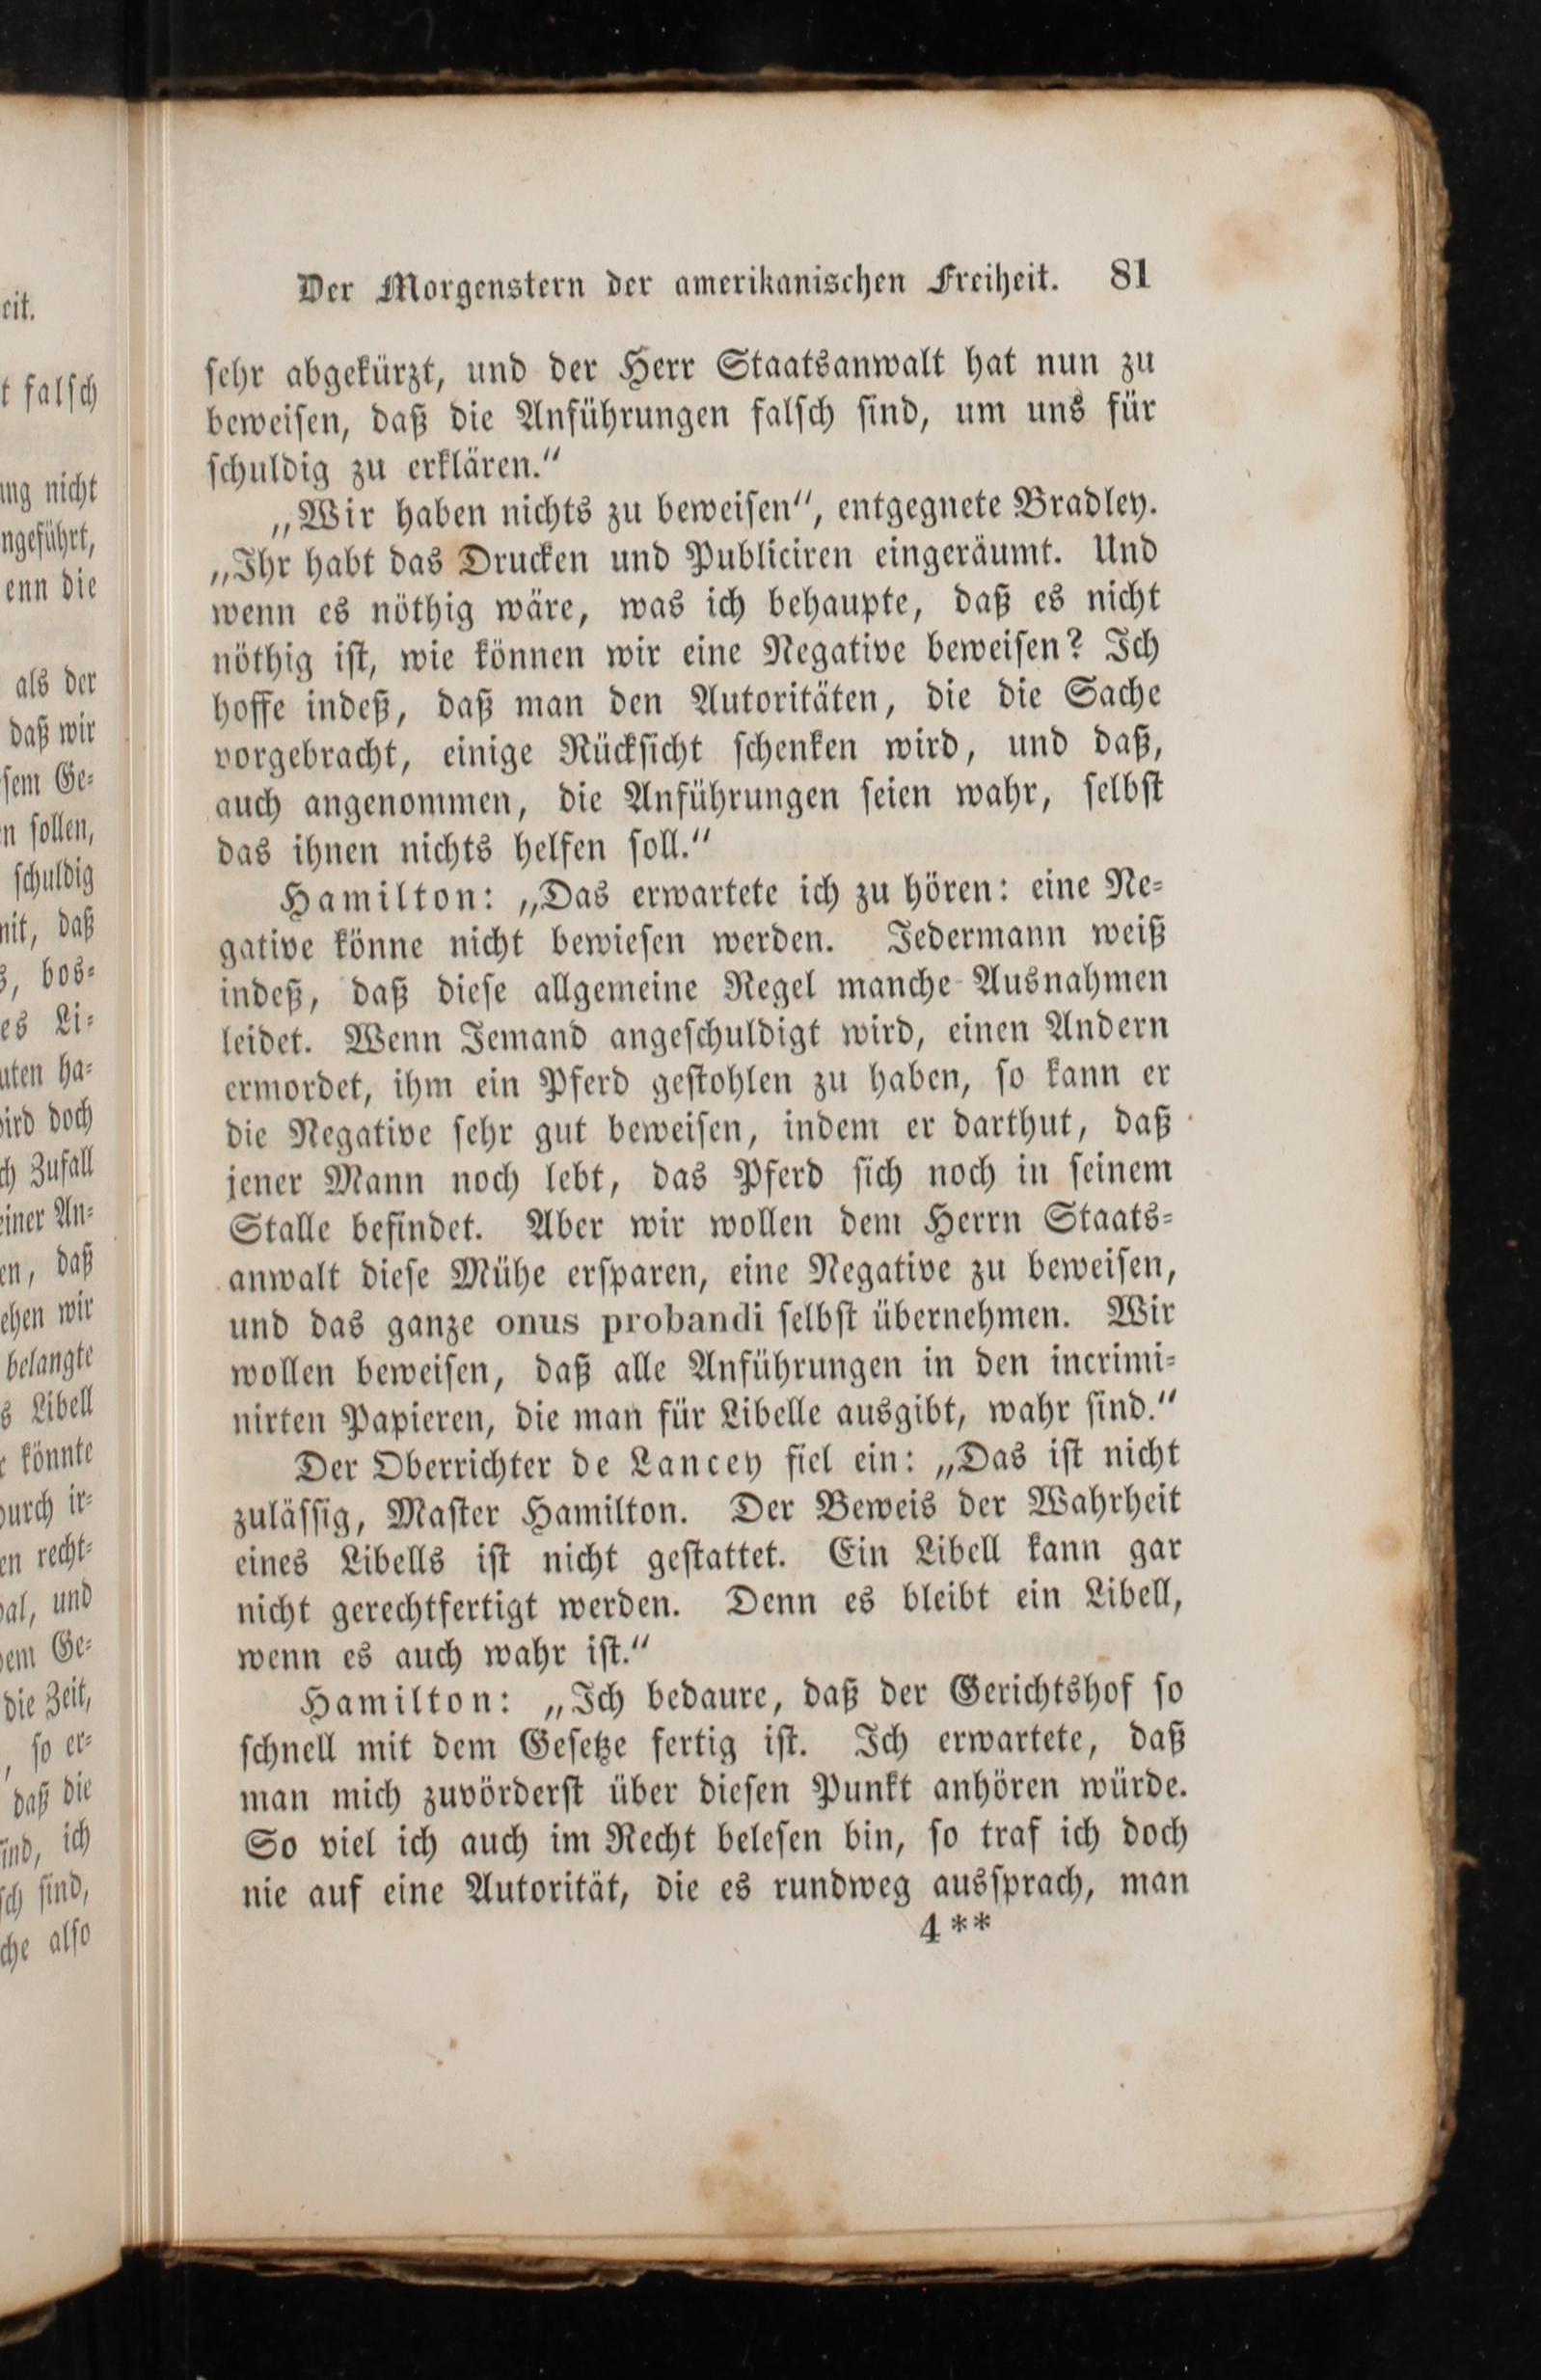 Der Morgenstern der amerikanischen Freiheit. 81
sehr abgekürzt, und der Herr Staatsanwalt hat nun zu
beweisen, daß die Anführungen falsch sind, um uns für
schuldig zu erklären.“
„Wir haben nichts zu beweisen“, entgegnete Bradley.
„Ihr habt das Drucken und Publiciren eingeräumt. Und
wenn es nöthig wäre, was ich behaupte, daß es nicht
nöthig ist, wie können wir eine Negative beweisen? Ich
hoffe indeß, daß man den Autoritäten, die die Sache
vorgebracht, einige Rücksicht schenken wird, und daß,
auch angenommen, die Anführungen seien wahr, selbst
das ihnen nichts helfen soll.“
Hamilton: „Das erwartete ich zu hören: eine Ne-
gative könne nicht bewiesen werden. Jedermann weiß
indeß, daß diese allgemeine Regel manche Ausnahmen
leidet. Wenn Jemand angeschuldigt wird, einen Andern
ermordet, ihm ein Pferd gestohlen zu haben, so kann er
die Negative sehr gut beweisen, indem er darthut, daß
jener Mann noch lebt, das Pferd sich noch in seinem
Stalle befindet. Aber wir wollen dem Herrn Staats-
anwalt diese Mühe ersparen, eine Negative zu beweisen,
und das ganze onus probandi selbst übernehmen. Wir
wollen beweisen, daß alle Anführungen in den incrimi-
nirten Papieren, die man für Libelle ausgibt, wahr sind.“
Der Oberrichter de Lancey fiel ein: „Das ist nicht
zulässig, Master Hamilton. Der Beweis der Wahrheit
eines Libells ist nicht gestattet. Ein Libell kann gar
nicht gerechtfertigt werden. Denn es bleibt ein Libell,
wenn es auch wahr ist.“
Hamilton: „Ich bedaure, daß der Gerichtshof so
schnell mit dem Gesetze fertig ist. Ich erwartete, daß
man mich zuvörderst über diesen Punkt anhören würde.
So viel ich auch im Recht belesen bin, so traf ich doch
nie auf eine Autorität, die es rundweg aussprach, man
4**